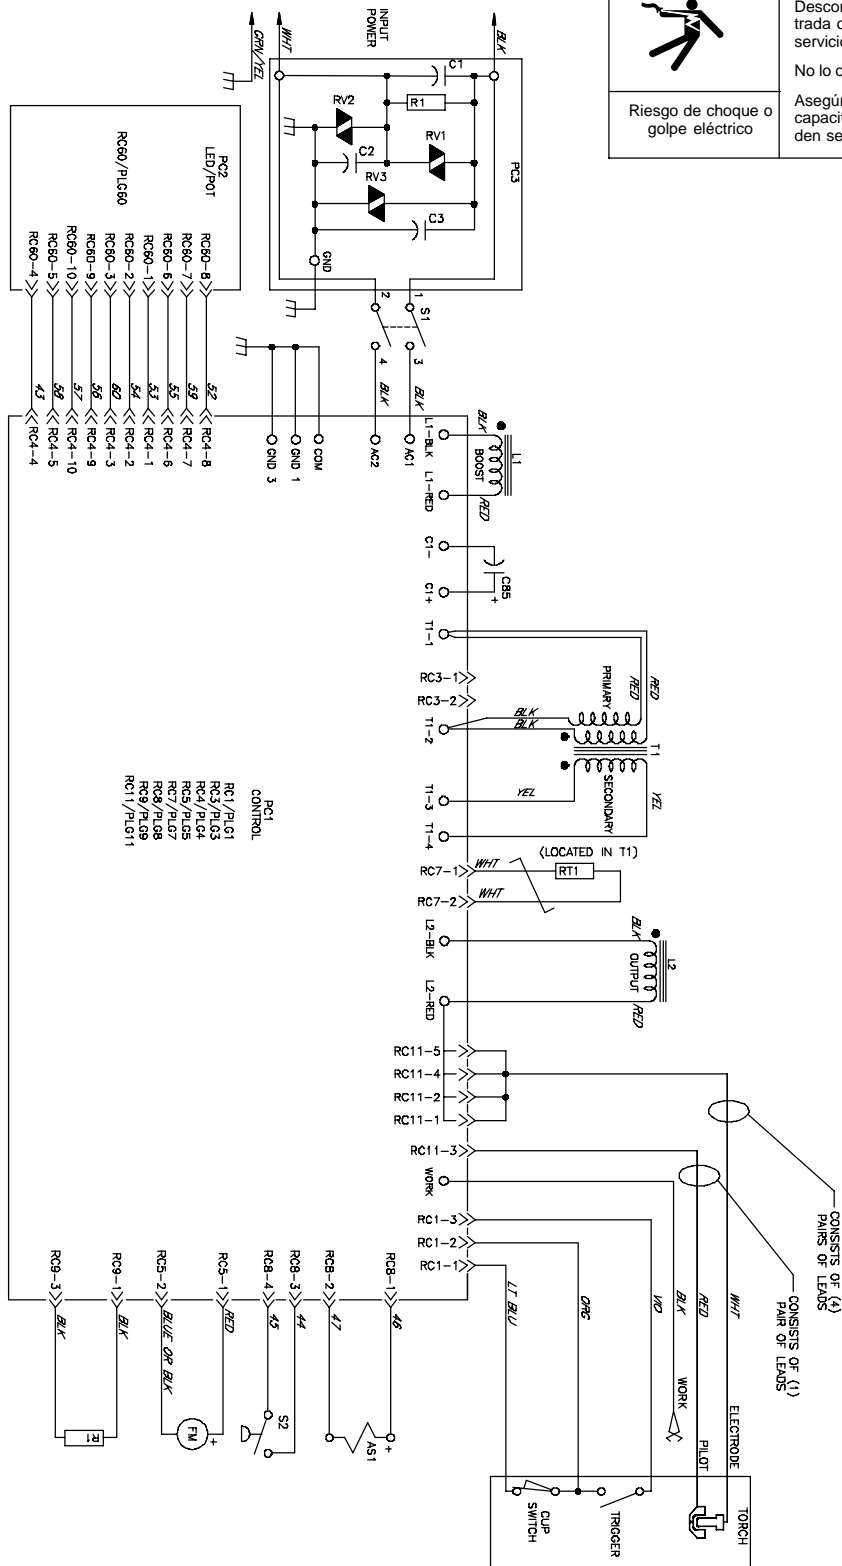 Riesgo de choque o
golpe eléctrico
No lo o
INPUT
POWER
BLK
WHT
GRN/YEL
PC3
C1
R1
RV2
RV1
C2
RV3
C3
GND
1
2
S1
3
4
BLK
BLK
PC2
LED/POT
RC60/PLG60
RC60-8
RC60-7
RC60-6
RC60-1
RC60-2
RC60-3
RC60-9
RC60-10
RC60-5
RC60-4
52
59
55
53
54
60
56
57
58
43
RC4-8
RC4-7
RC4-6
RC4-1
RC4-2
RC4-3
RC4-9
RC4-10
RC4-5
RC4-4
AC1
AC2
COM
GND 1
GND 3
L1
BOOST
BLK
RED
L1-BLK
L1-RED
C1-
C1+
C85
+
T1-1
RC3-1
RC3-2
T1-2
T1-3
T1-4
PRIMARY
RED
RED
BLK
BLK
T1
SECONDARY
YEL
YEL
(LOCATED IN T1)
RT1
RC7-1
WHT
RC7-2
WHT
L2-BLK
L2-RED
BLK
L2
OUTPUT
RED
PC1
CONTROL
RC1/PLG1
RC3/PLG3
RC4/PLG4
RC5/PLG5
RC7/PLG7
RC8/PLG8
RC9/PLG9
RC11/PLG11
RC11-5
RC11-4
RC11-2
RC11-1
RC11-3
WORK
RC1-3
RC1-2
RC1-1
CONSISTS OF (4)
PAIRS OF LEADS
CONSISTS OF (1)
PAIR OF LEADS
WHT
RED
BLK
VIO
ORG
LT BLU
WORK
ELECTRODE
PILOT
TORCH
TRIGGER
CUP
SWITCH
RC8-1
RC8-2
RC8-3
RC8-4
RC5-1
RC5-2
RC9-1
RC9-3
46
47
44
45
RED
BLUE OR BLK
BLK
BLK
AS1
+
S2
FM
+
R1